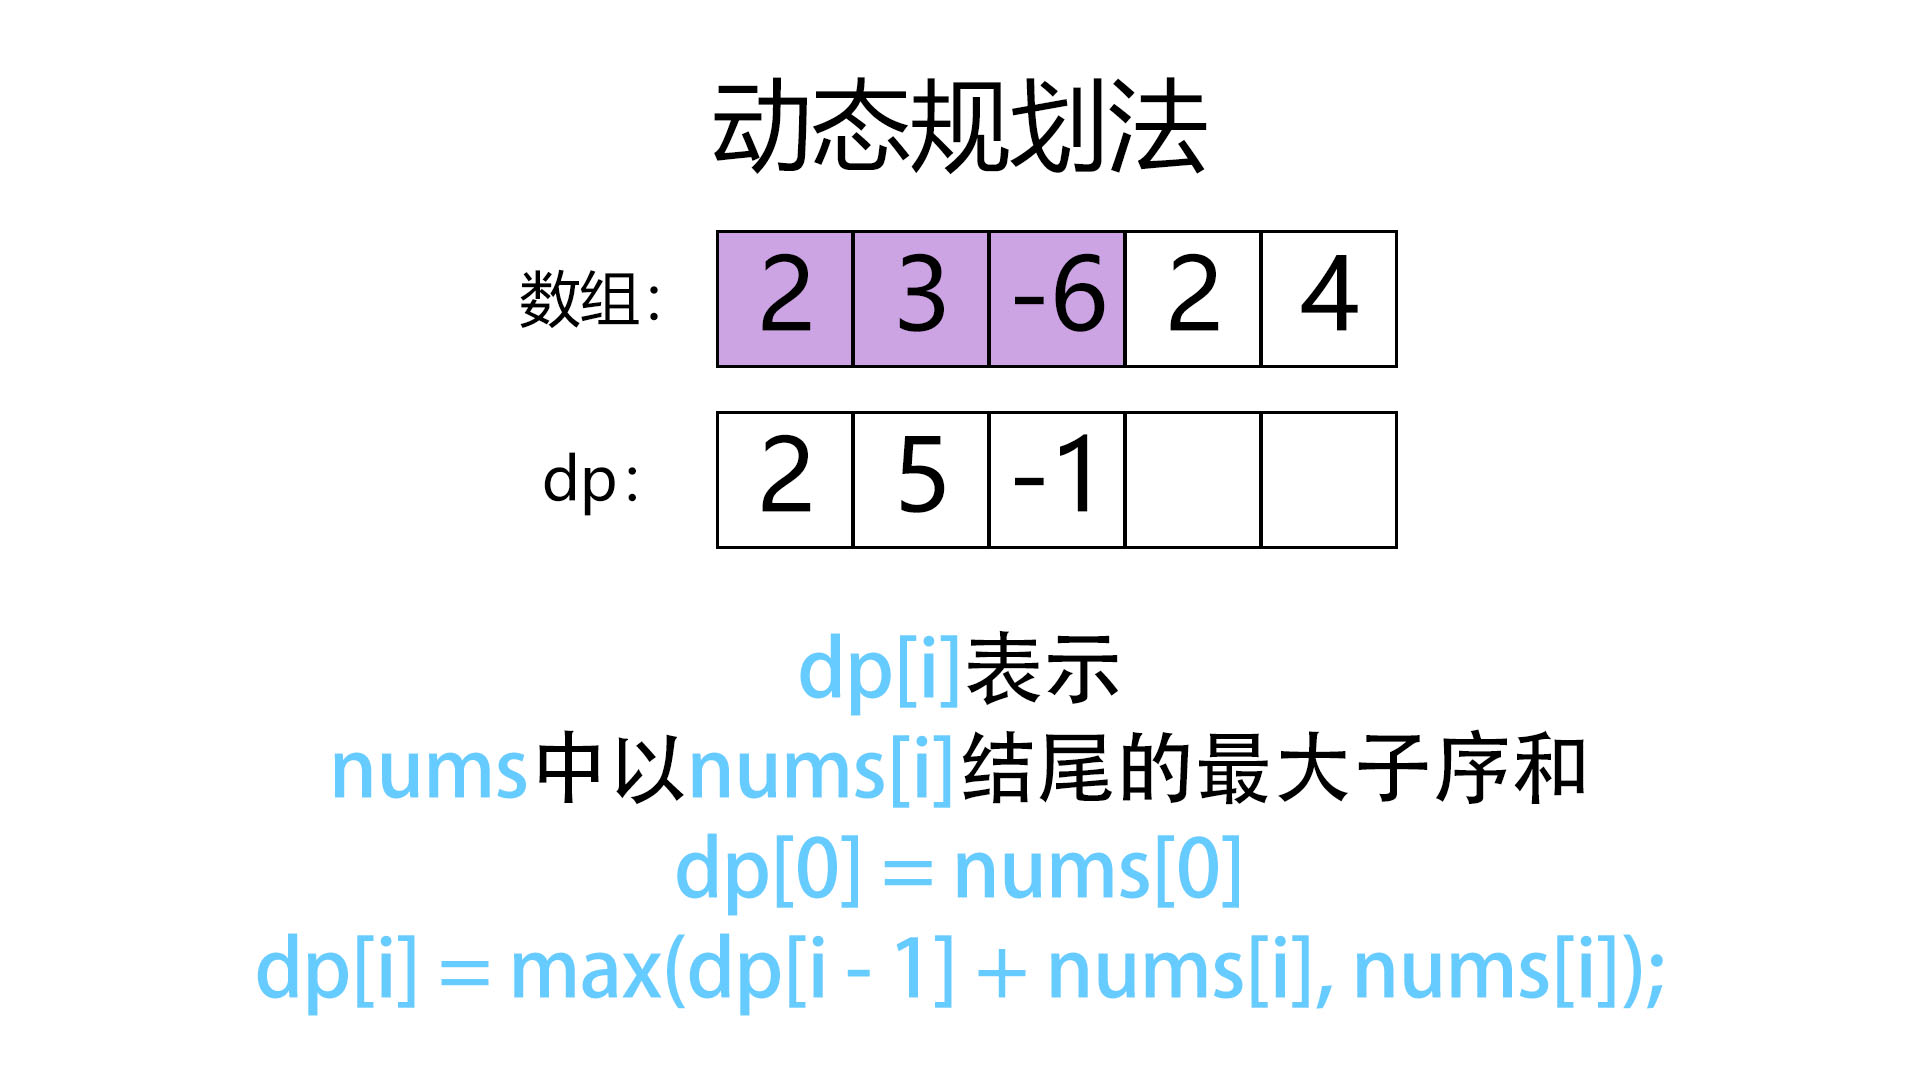 动态规划法
数组： 2 3 -6 2 4
dp： 2 5 -1
dp[i]表示
nums中以nums[i]结尾的最大子序和
dp[0] = nums[0]
dp[i] = max(dp[i - 1] + nums[i], nums[i]);